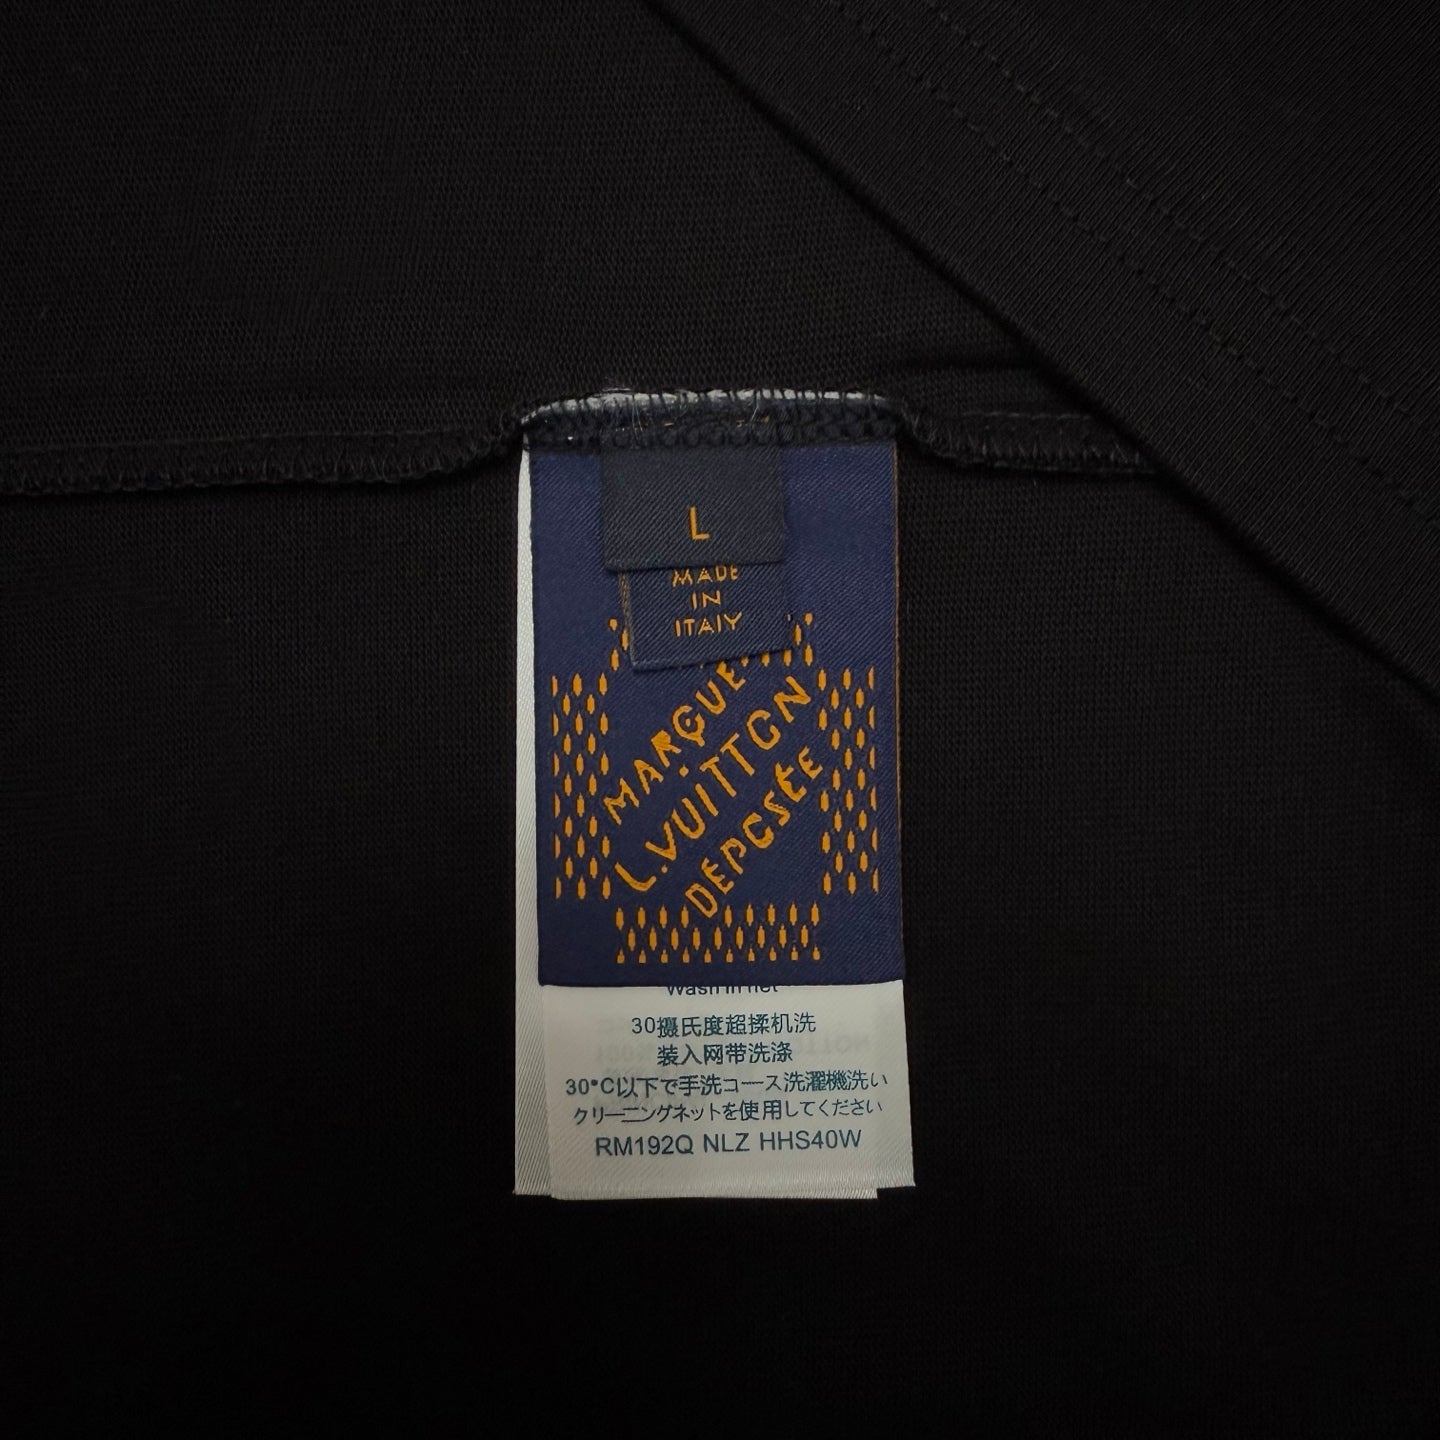 L
MADE
IN
ITALY
MARQUE
L.VUITTON
DÉPOSÉE
Wash in net
30摄氏度超揉机洗
装入网带洗涤
30°C以下で手洗コース洗濯機洗い
クリーニングネットを使用してください
RM192Q NLZ HHS40W